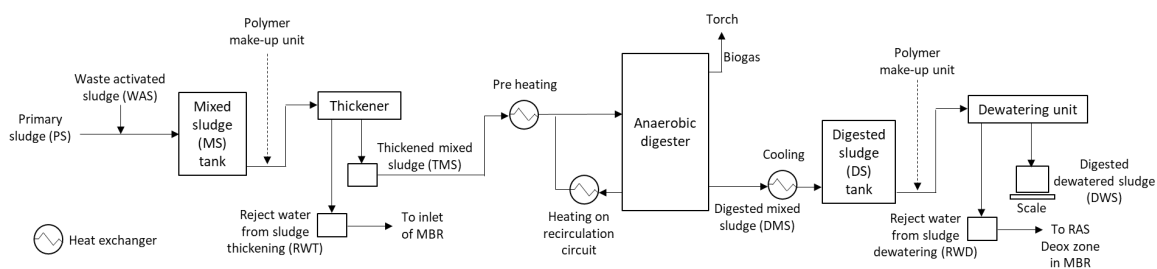 Primary
sludge (PS)
Waste activated
sludge (WAS)
Mixed
sludge
(MS)
tank
Polymer
make-up unit
Thickener
Thickened mixed
sludge (TMS)
Reject water
from sludge
thickening (RWT)
To inlet
of MBR
Heat exchanger
Pre heating
Heating on
recirculation
circuit
Anaerobic
digester
Torch
Biogas
Digested mixed
sludge (DMS)
Cooling
Digested
sludge
(DS)
tank
Polymer
make-up unit
Dewatering unit
Digested
dewatered sludge
(DWS)
Scale
Reject water
from sludge
dewatering (RWD)
To RAS
Deox zone
in MBR